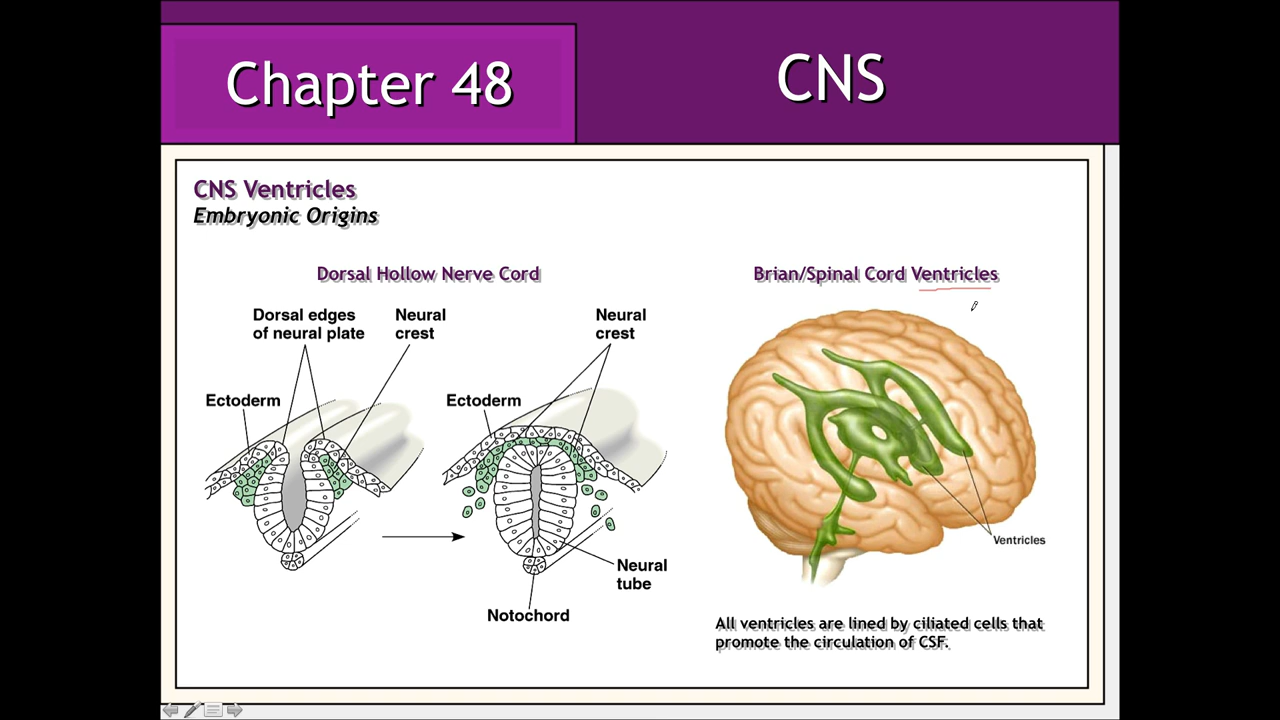 Chapter 48
CNS
CNS Ventricles
Embryonic Origins
Dorsal Hollow Nerve Cord
Brian/Spinal Cord Ventricles
Dorsal edges
of neural plate
Neural
crest
Neural
crest
Ectoderm
Ectoderm
Ventricles
Neural
tube
Notochord
All ventricles are lined by ciliated cells that
promote the circulation of CSF.